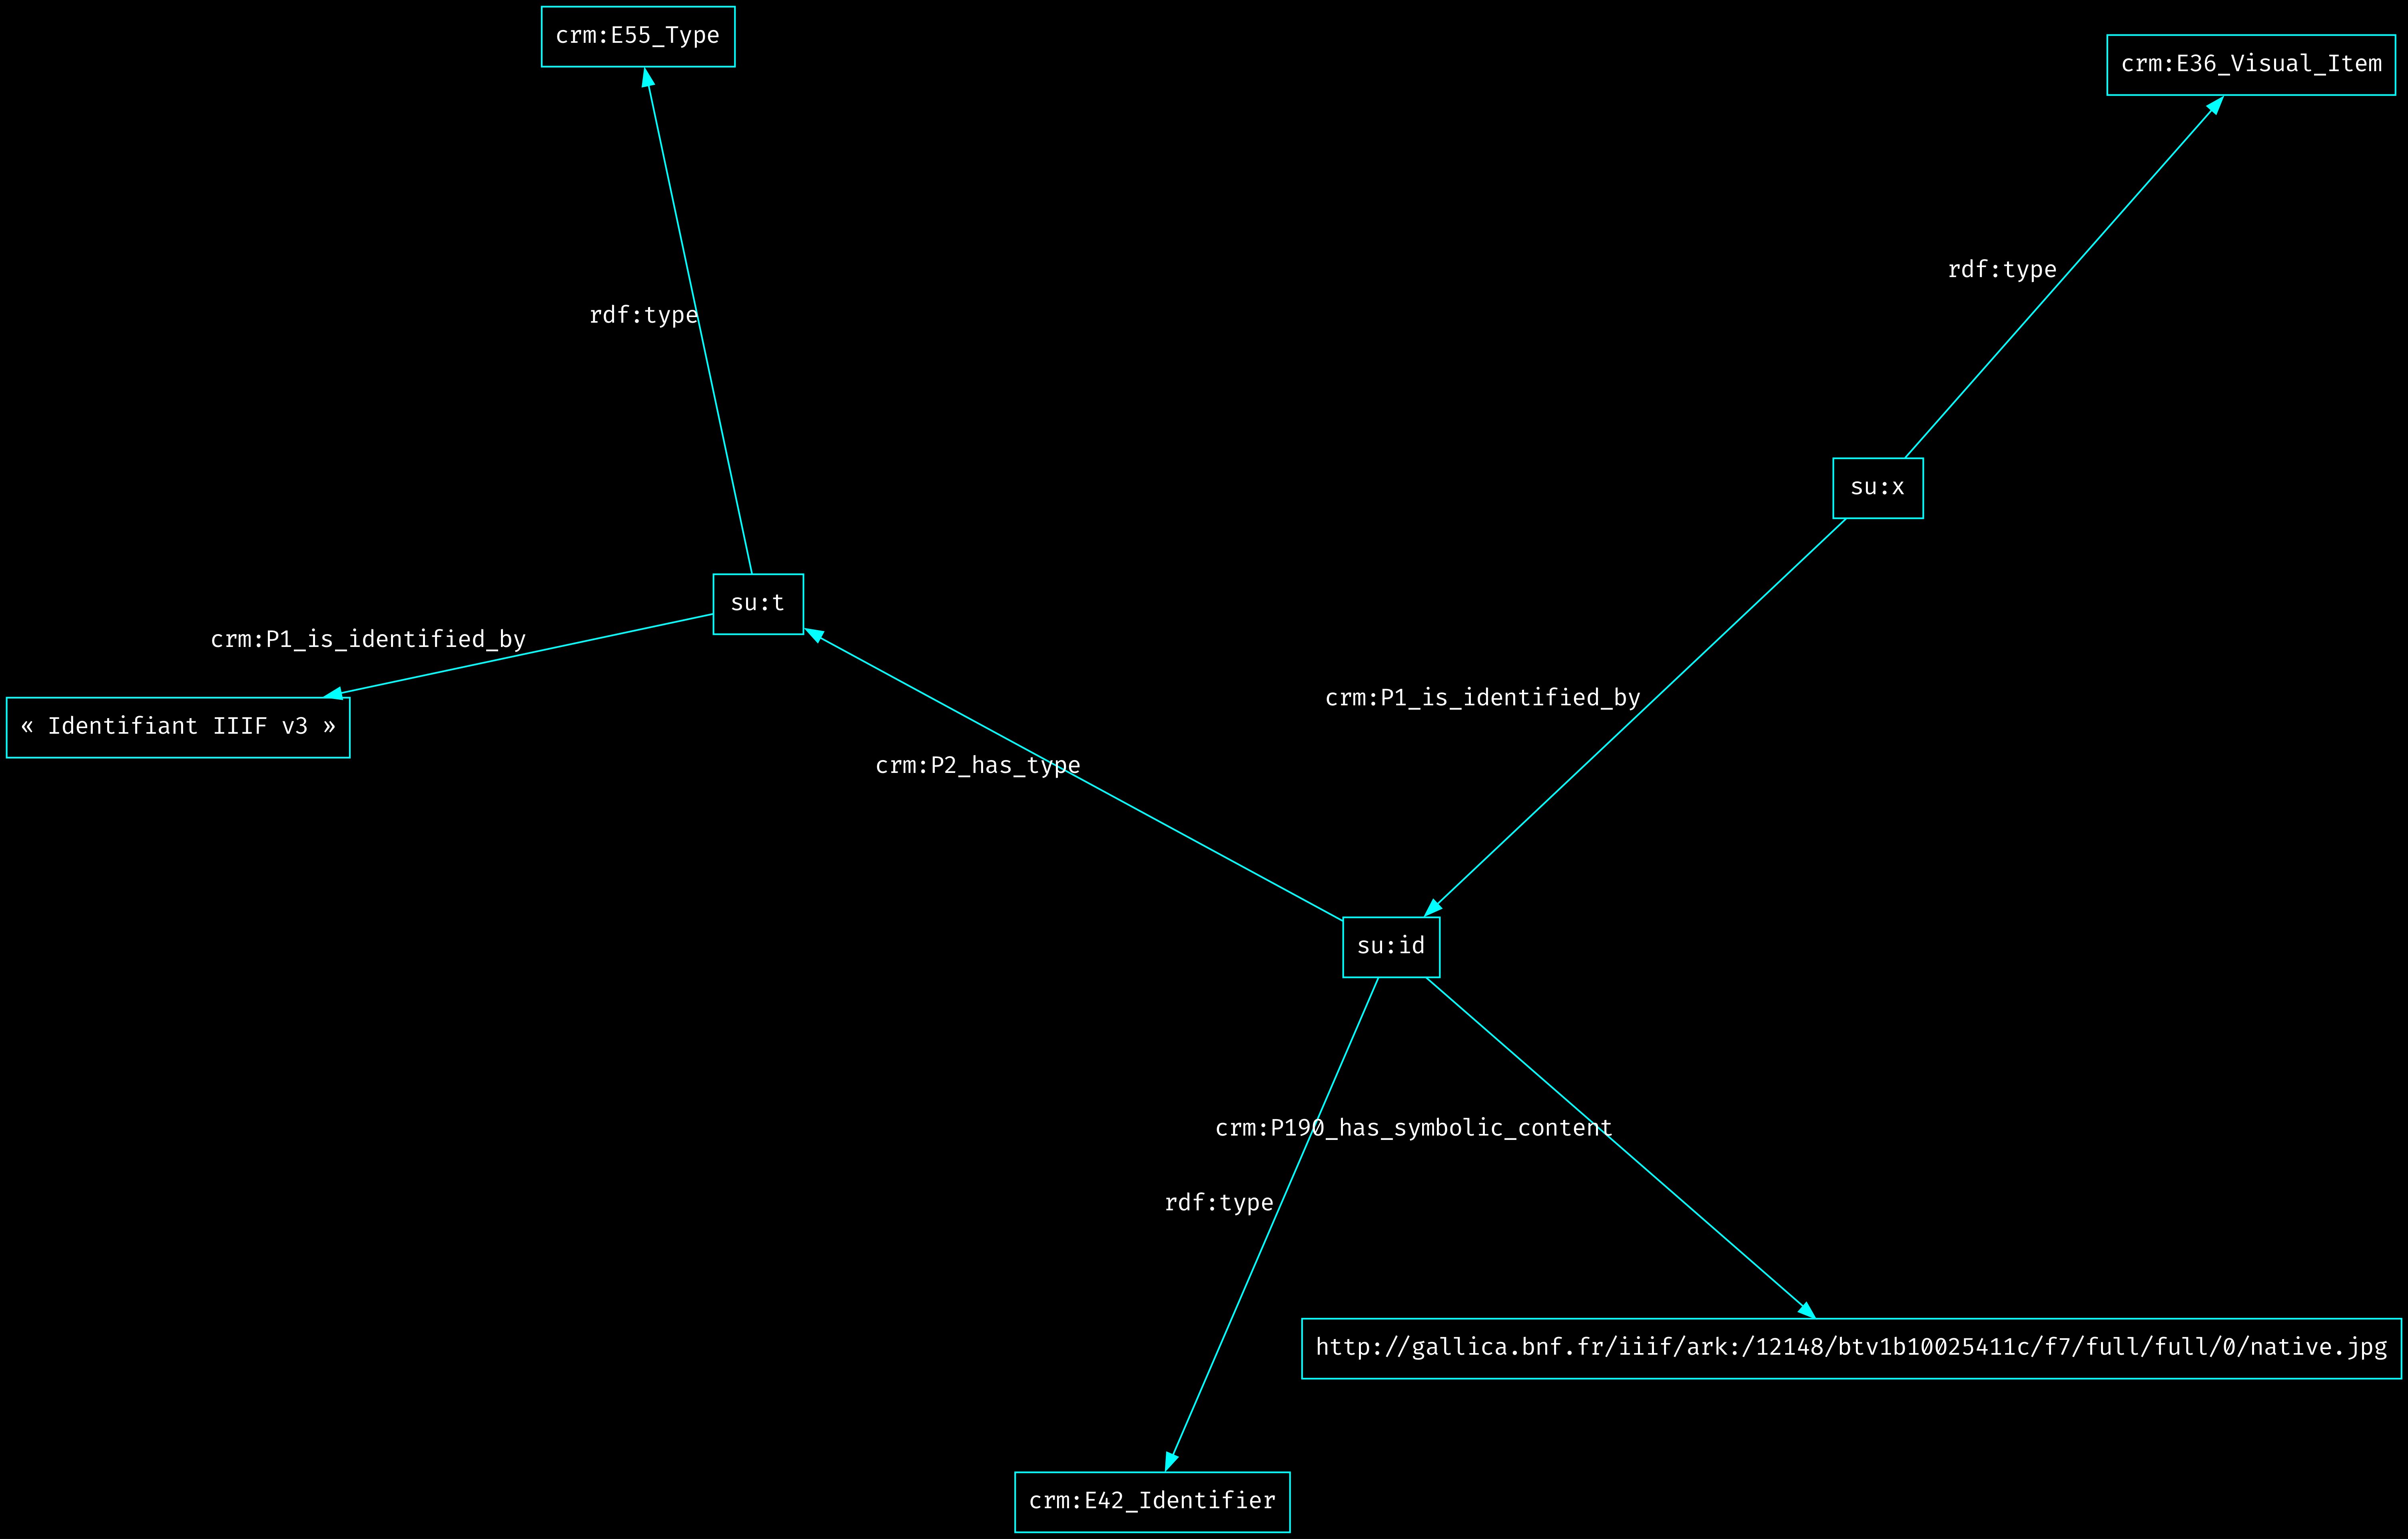 crm:E55_Type
crm:E36_Visual_Item
rdf:type
rdf:type
su:x
su:t
crm:P1_is_identified_by
crm:P1_is_identified_by
« Identifiant IIIF v3 »
crm:P2_has_type
su:id
crm:P190_has_symbolic_content
rdf:type
http://gallica.bnf.fr/iiif/ark:/12148/btv1b10025411c/f7/full/full/0/native.jpg
crm:E42_Identifier